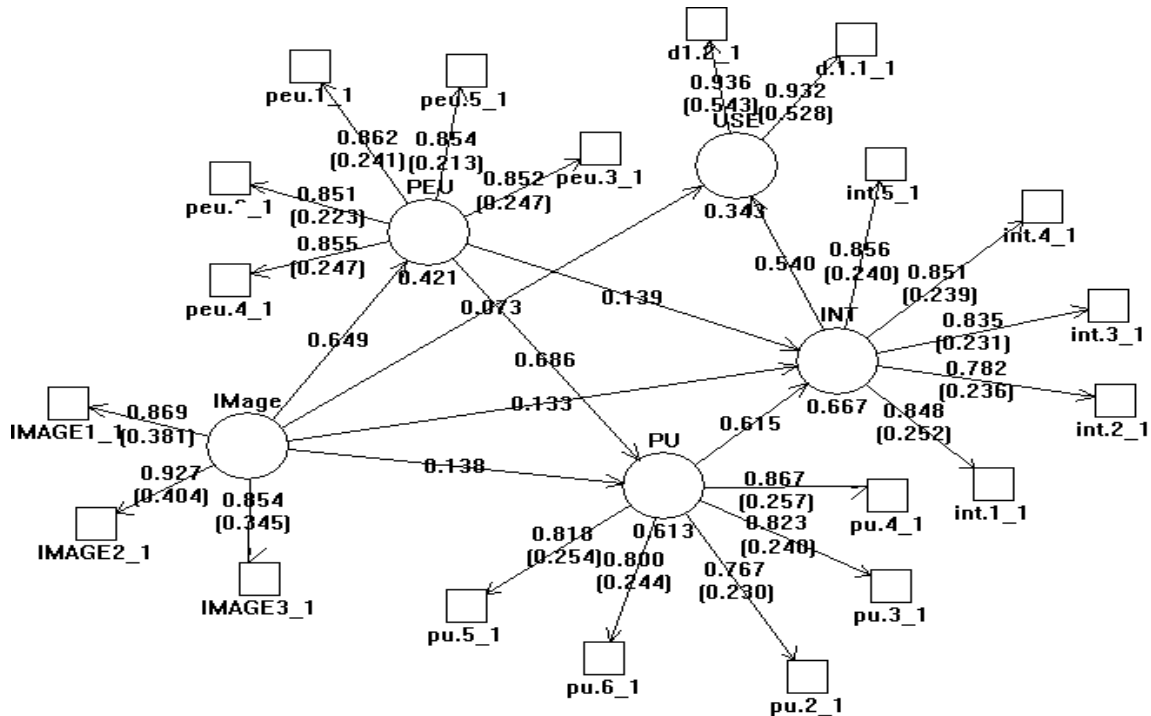 d1.2_1
d.1.1_1
0.936
(0.543)
0.932
(0.528)
USE
0.343
peu.1_1
peu.5_1
0.862
(0.241)
0.854
(0.213)
PEU
0.852
(0.247)
peu.3_1
0.851
(0.223)
0.855
(0.247)
peu.4_1
0.421
int.5_1
int.4_1
0.856
(0.240)
0.851
(0.239)
0.540
0.139
0.073
INT
0.835
(0.231)
int.3_1
0.782
(0.236)
int.2_1
0.649
0.686
0.667
0.848
(0.252)
int.1_1
0.133
0.615
IMage
0.869
(0.381)
IMAGE1_1
0.927
(0.404)
IMAGE2_1
0.854
(0.345)
IMAGE3_1
0.138
PU
0.613
0.867
(0.257)
pu.4_1
0.823
(0.240)
pu.3_1
0.818
(0.254)
pu.5_1
0.800
(0.244)
pu.6_1
0.767
(0.230)
pu.2_1